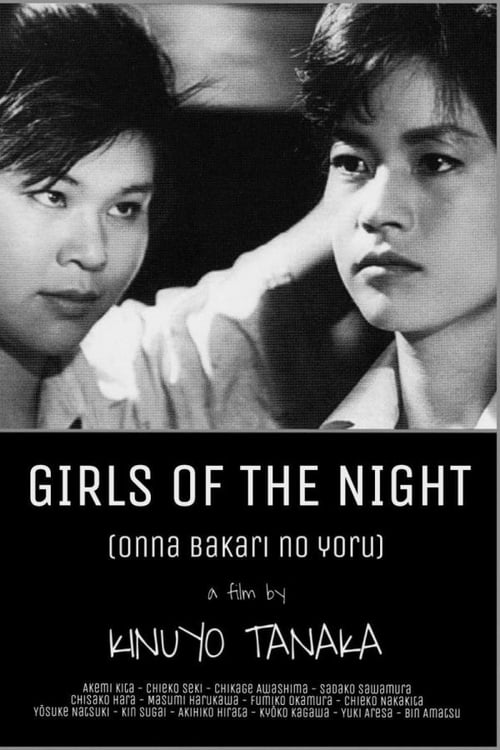 GIRLS OF THE NIGHT
(Onna Bakari no Yoru)
a film by
KINUYO TANAKA
AKEMI KITA - CHIEKO SEKI - CHIKAGE AWASHIMA - SADAKO SAWAMURA
CHISAKO HARA - MASUMI HARUKAWA - FUMIKO OKAMURA - CHIEKO NAKAKITA
YŌSUKE NATSUKI - KIN SUGAI - AKIHIKO HIRATA - KYŌKO KAGAWA - YUKI ARESA - BIN AMATSU